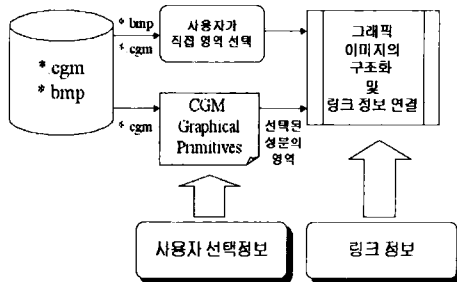 * cgm
* bmp
* bmp
* cgm
사용자가
직접 영역 선택
* cgm
CGM
Graphical
Primitives
선택된
성분의
영역
그래픽
이미지의
구조화
및
링크 정보 연결
사용자 선택정보
링크 정보